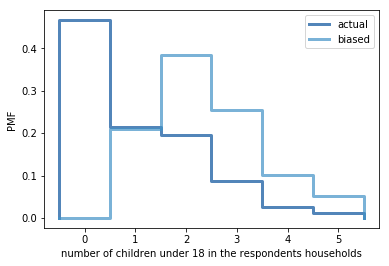 actual
biased
PMF
0.4
0.3
0.2
0.1
0.0
0 1 2 3 4 5
number of children under 18 in the respondents households